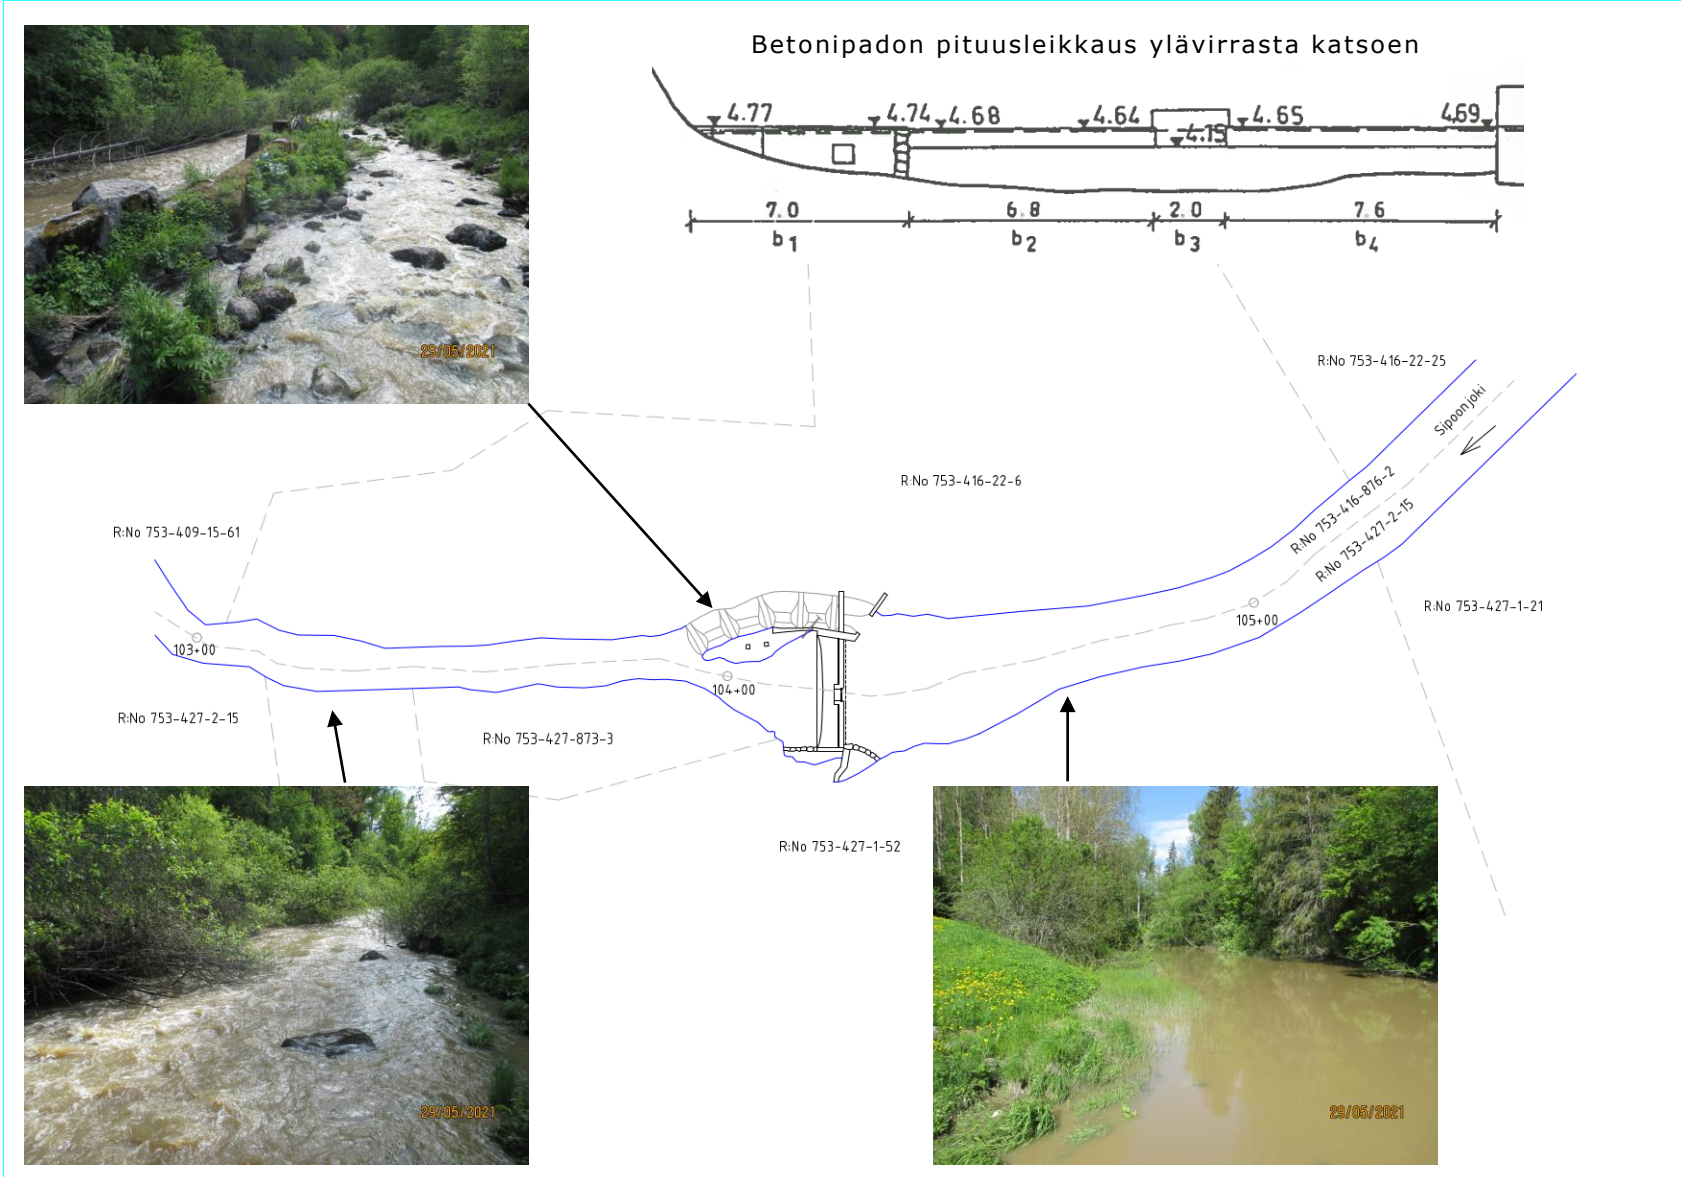 Betonipadon pituusleikkaus ylävirrasta katsoen
4.77
4.74
4.68
4.64
4.15
4.65
4.69
7.0
6.8
2.0
7.6
b1
b2
b3
b4
29/05/2021
R:No 753-416-22-25
Sipoonjoki
R:No 753-416-22-6
R:No 753-416-876-2
R:No 753-427-2-15
R:No 753-409-15-61
R:No 753-427-1-21
105+00
103+00
104+00
R:No 753-427-2-15
R:No 753-427-873-3
R:No 753-427-1-52
29/05/2021
29/05/2021